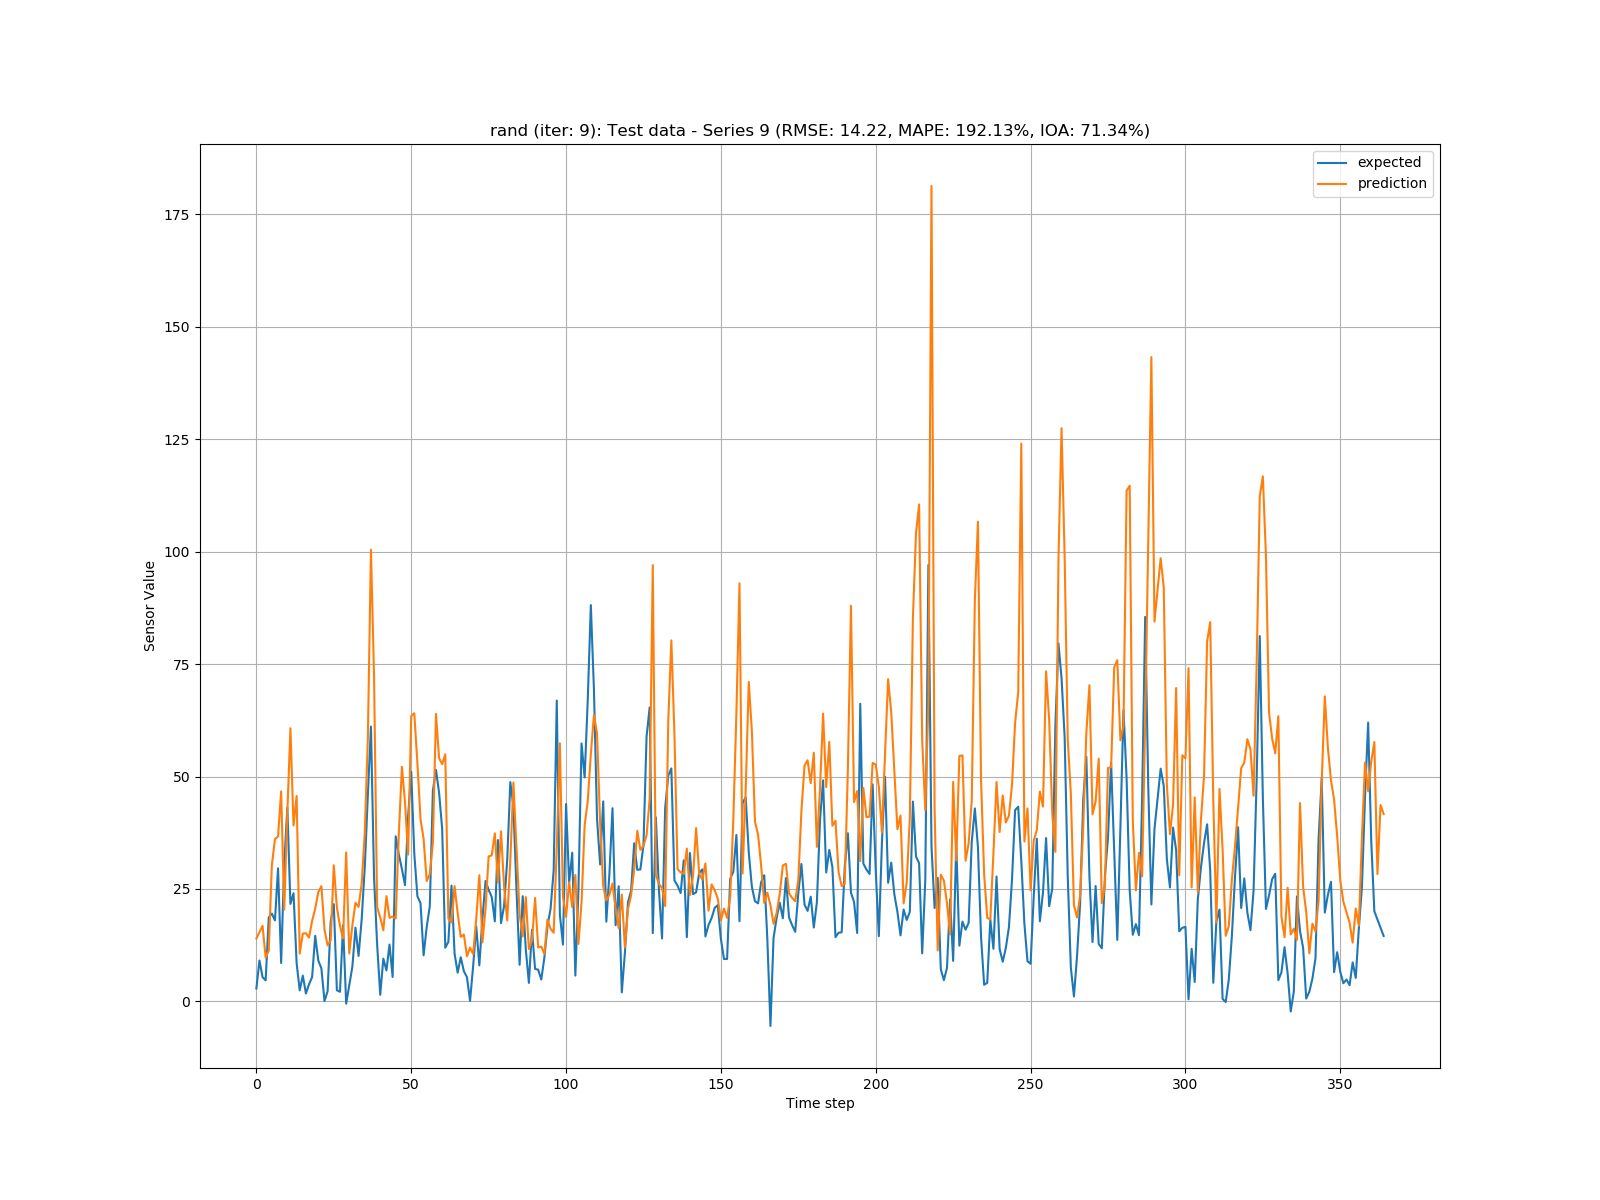 rand (iter: 9): Test data - Series 9 (RMSE: 14.22, MAPE: 192.13%, IOA: 71.34%)
expected
prediction
175
150
125
100
75
50
25
0
Sensor Value
0 50 100 150 200 250 300 350
Time step